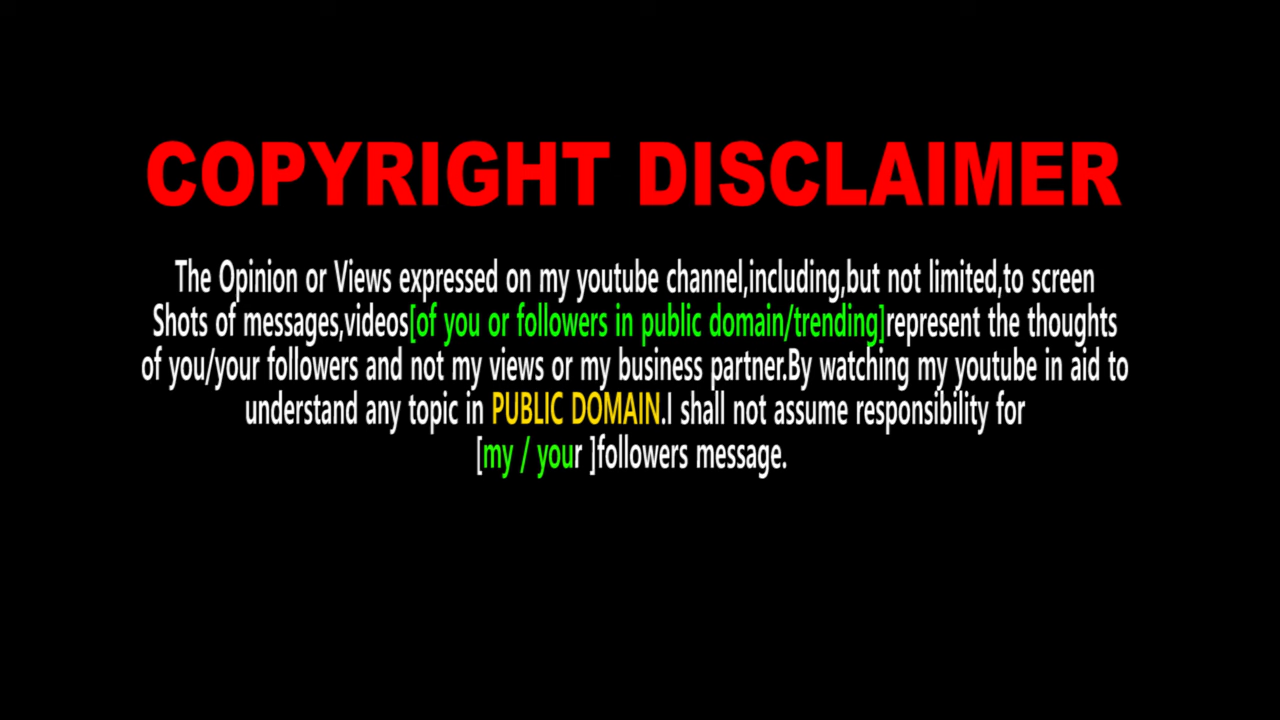 COPYRIGHT DISCLAIMER
The Opinion or Views expressed on my youtube channel,including,but not limited,to screen
Shots of messages,videos[of you or followers in public domain/trending]represent the thoughts
of you/your followers and not my views or my business partner.By watching my youtube in aid to
understand any topic in PUBLIC DOMAIN.I shall not assume responsibility for
[my / your ]followers message.